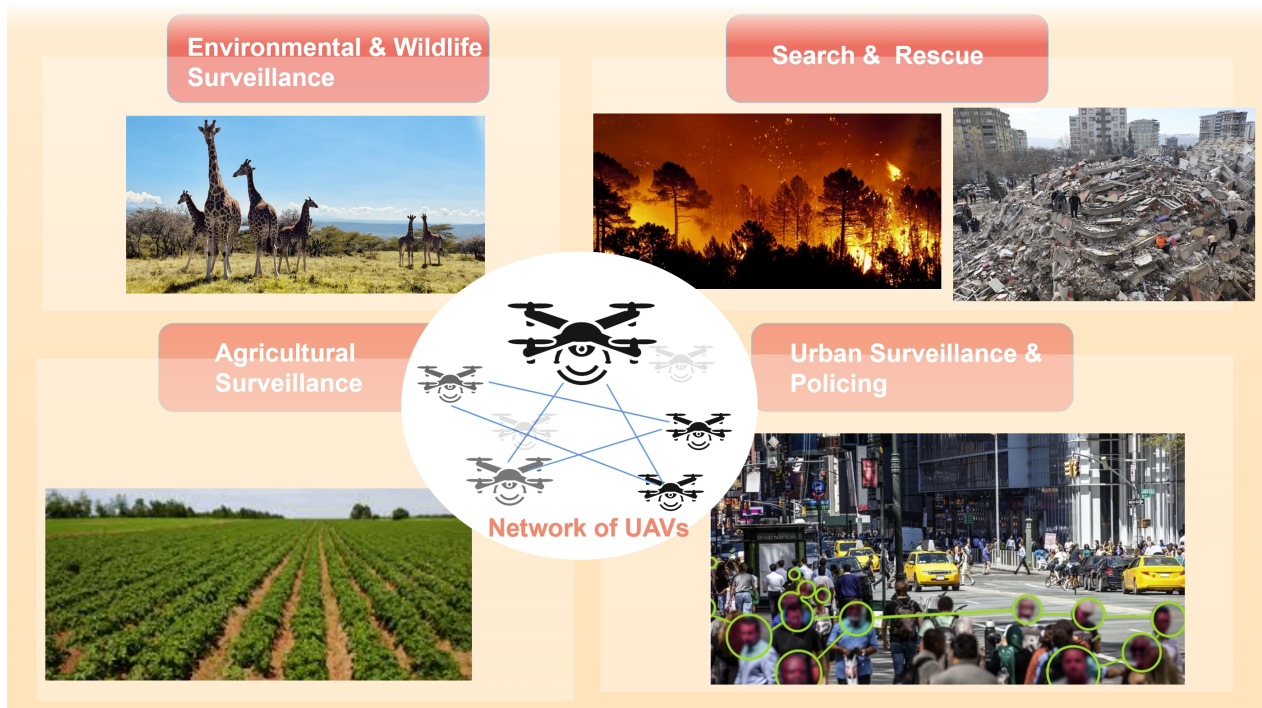 Environmental & Wildlife
Surveillance
Search & Rescue
Agricultural
Surveillance
Urban Surveillance &
Policing
Network of UAVs